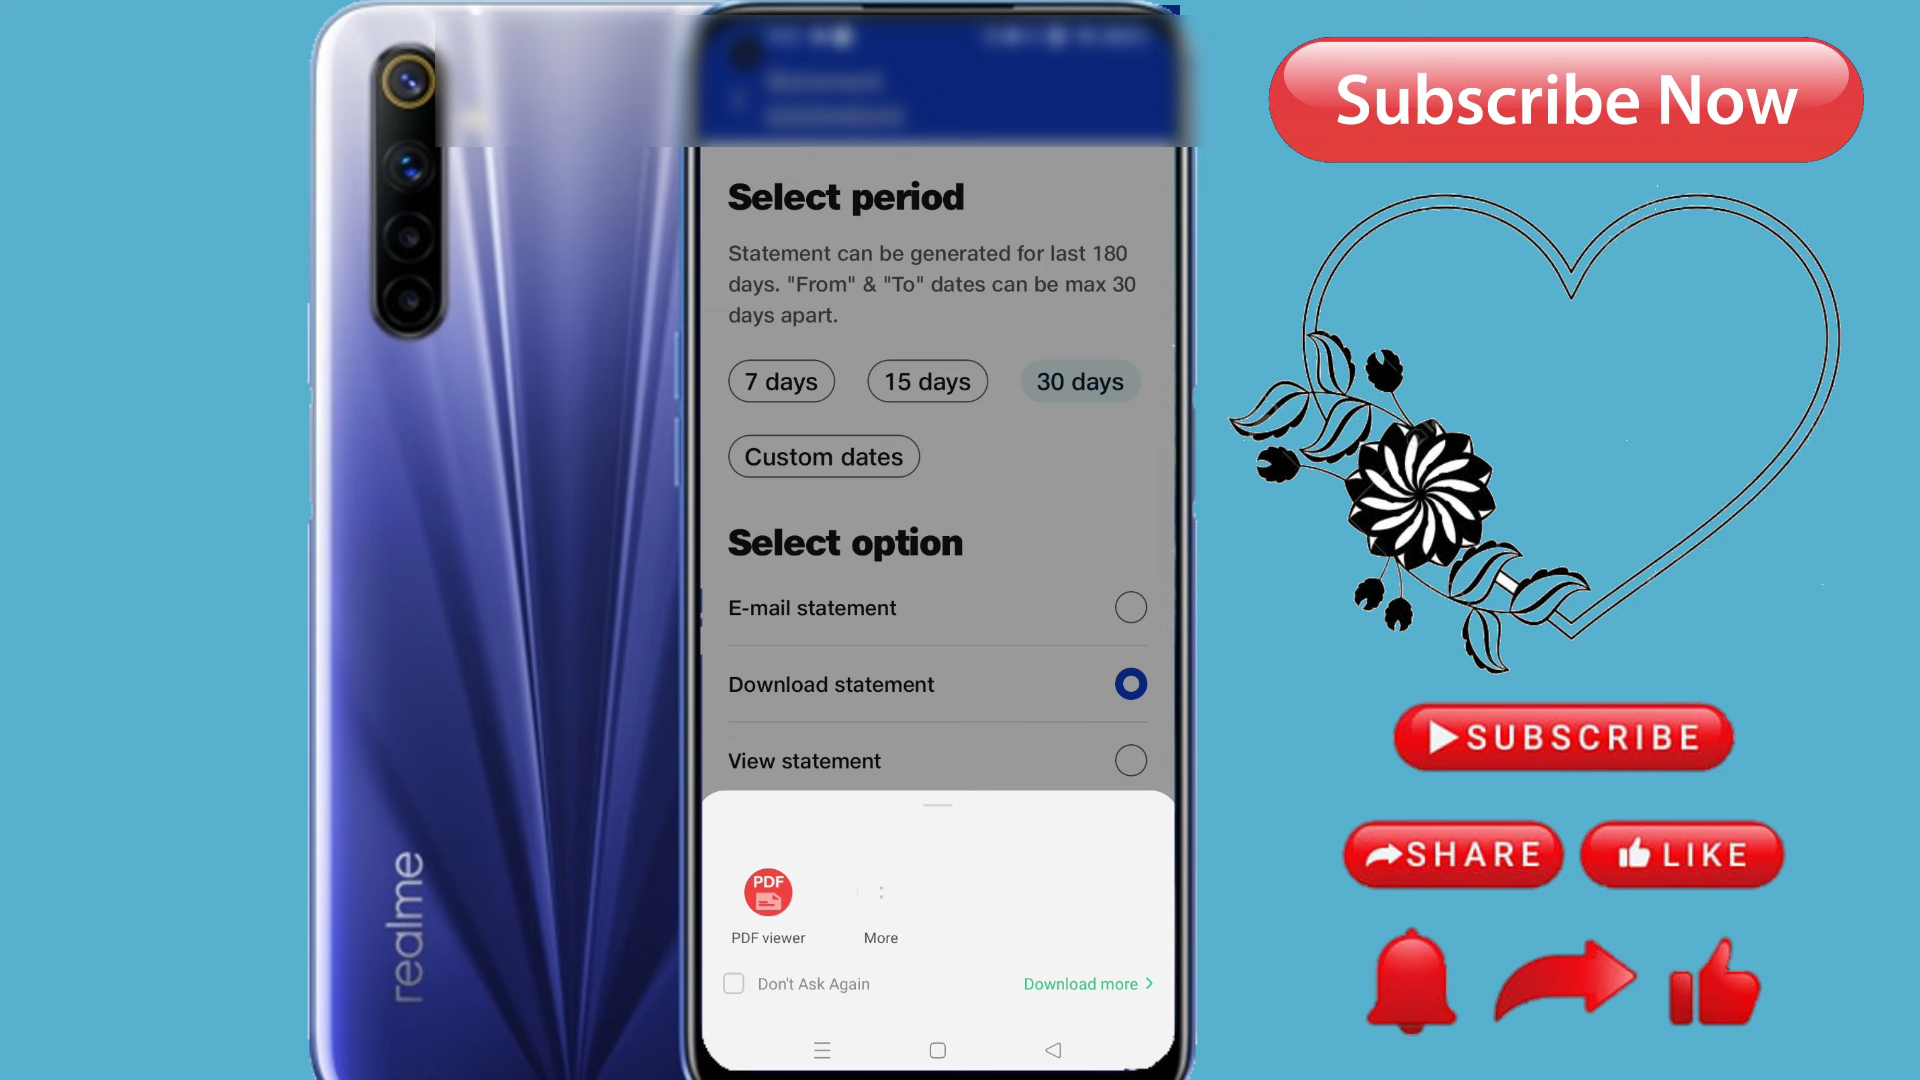 Subscribe Now
Select period
Statement can be generated for last 180
days. "From" & "To" dates can be max 30
days apart.
7 days
15 days
30 days
Custom dates
Select option
E-mail statement
Download statement
View statement
PDF
PDF viewer
More
Don't Ask Again
Download more
realme
SUBSCRIBE
SHARE
LIKE